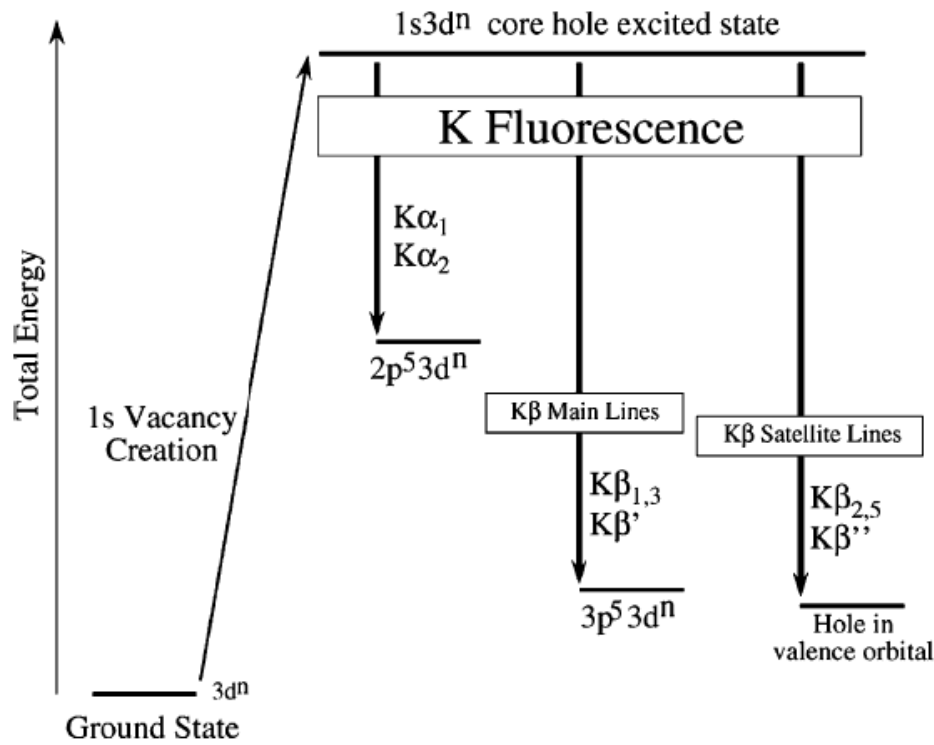 1s3dⁿ core hole excited state
K Fluorescence
Kα₁
Kα₂
Total Energy
2p⁵3dⁿ
1s Vacancy
Creation
Kβ Main Lines
Kβ Satellite Lines
Kβ₁,₃
Kβ'
Kβ₂,₅
Kβ''
3p⁵3dⁿ
Hole in
valence orbital
3dⁿ
Ground State